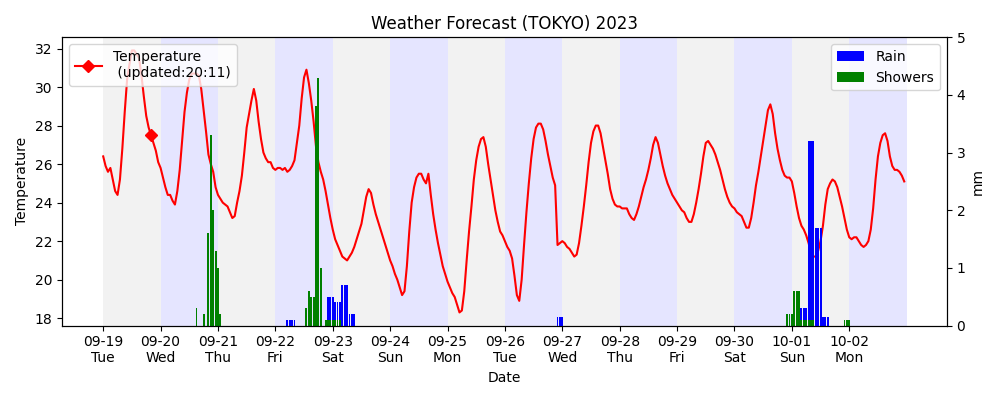 Weather Forecast (TOKYO) 2023
Temperature
(updated:20:11)
Rain
Showers
32
30
28
26
24
22
20
18
Temperature
5
4
3
2
1
0
mm
09-19 09-20 09-21 09-22 09-23 09-24 09-25 09-26 09-27 09-28 09-29 09-30 10-01 10-02
Tue Wed Thu Fri Sat Sun Mon Tue Wed Thu Fri Sat Sun Mon
Date